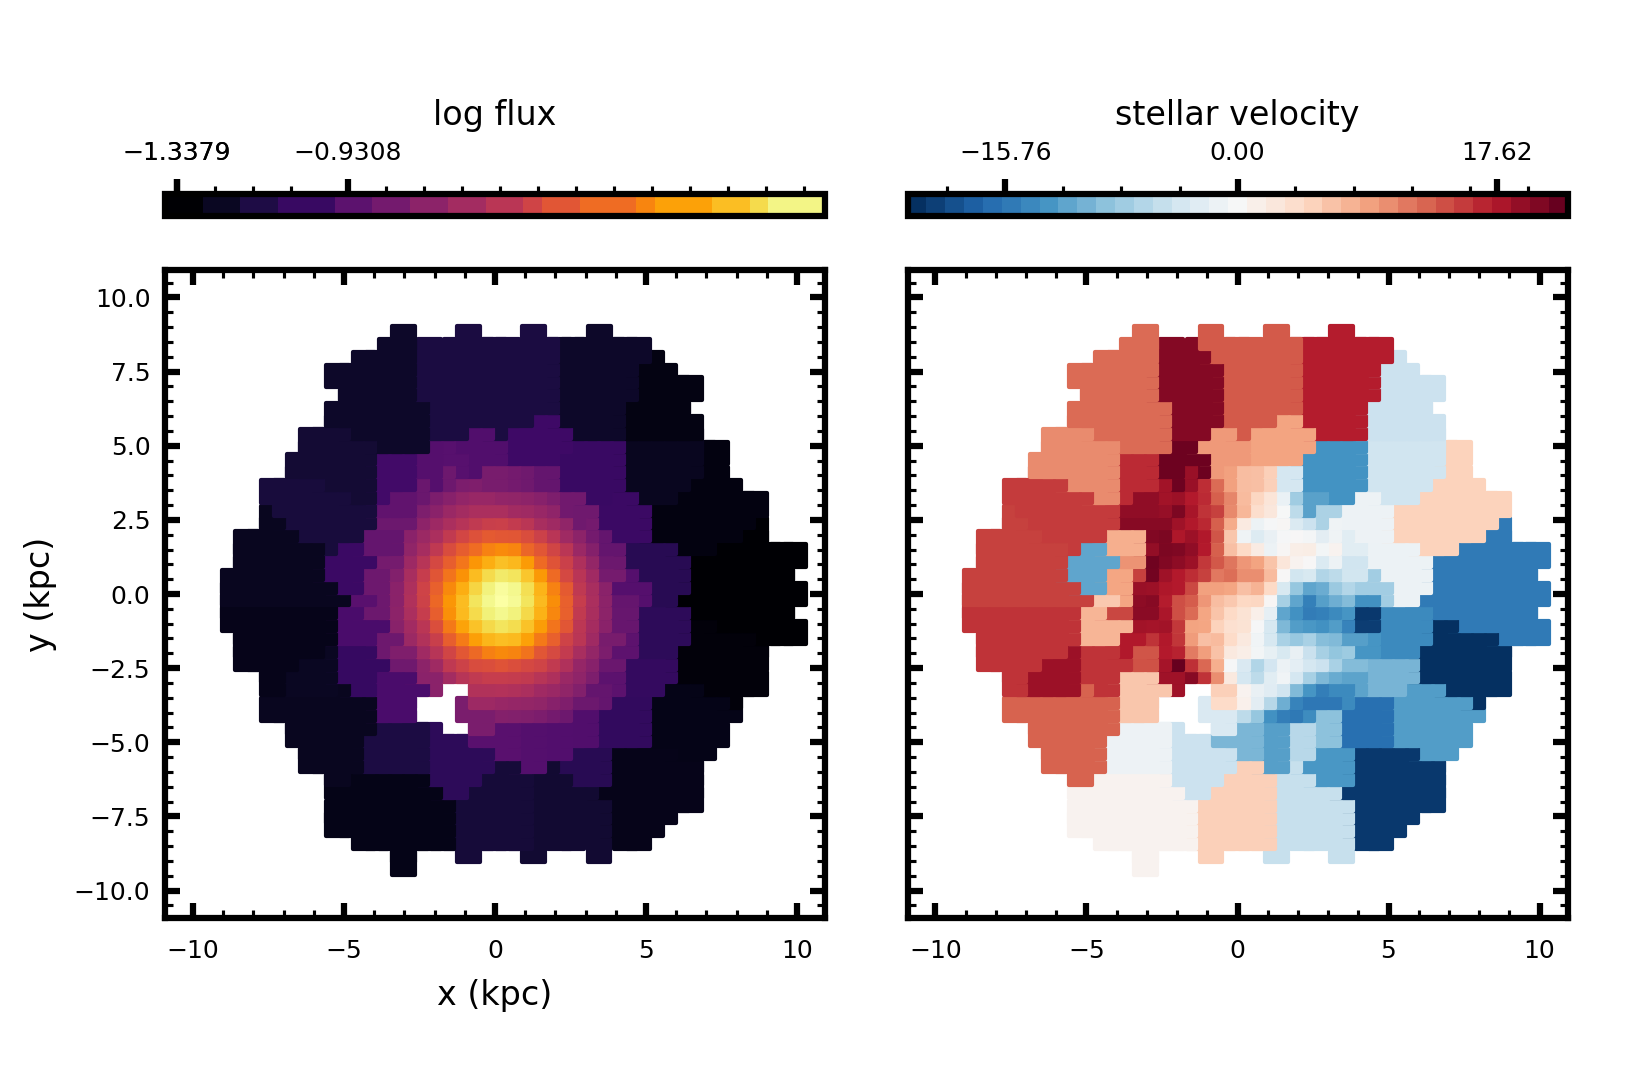 log flux
−1.3379 −0.9308
stellar velocity
−15.76 0.00 17.62
10.0
7.5
5.0
2.5
0.0
−2.5
−5.0
−7.5
−10.0
y (kpc)
−10 −5 0 5 10
x (kpc)
−10 −5 0 5 10